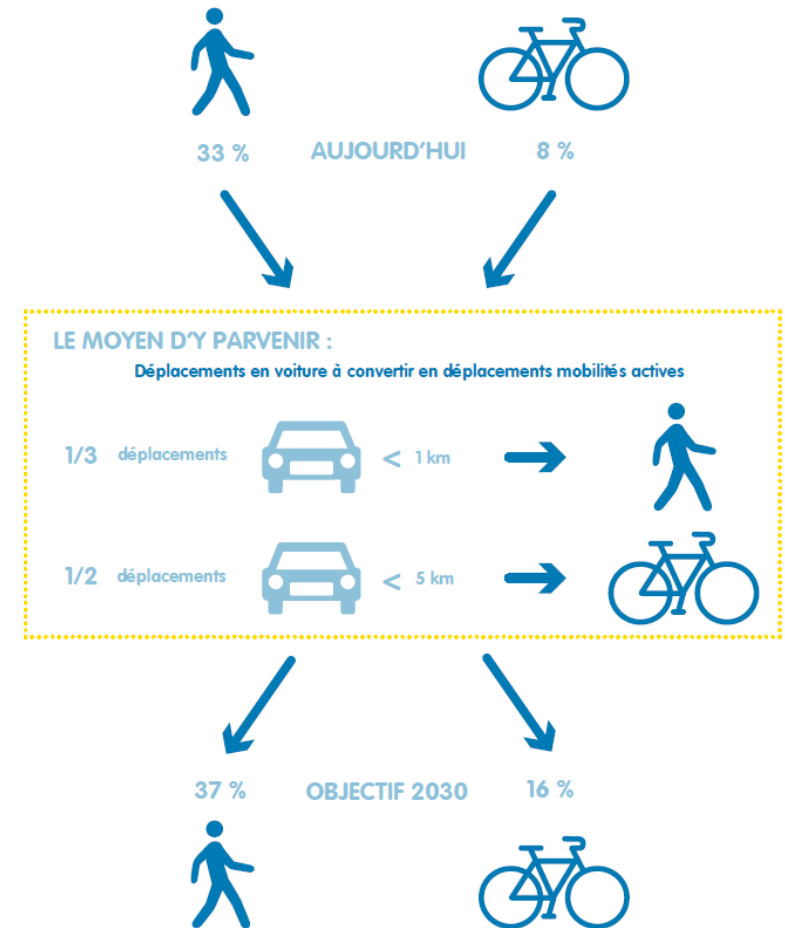 33 % AUJOURD'HUI 8 %
LE MOYEN D'Y PARVENIR :
Déplacements en voiture à convertir en déplacements mobilités actives
1/3 déplacements < 1 km
1/2 déplacements < 5 km
37 % OBJECTIF 2030 16 %